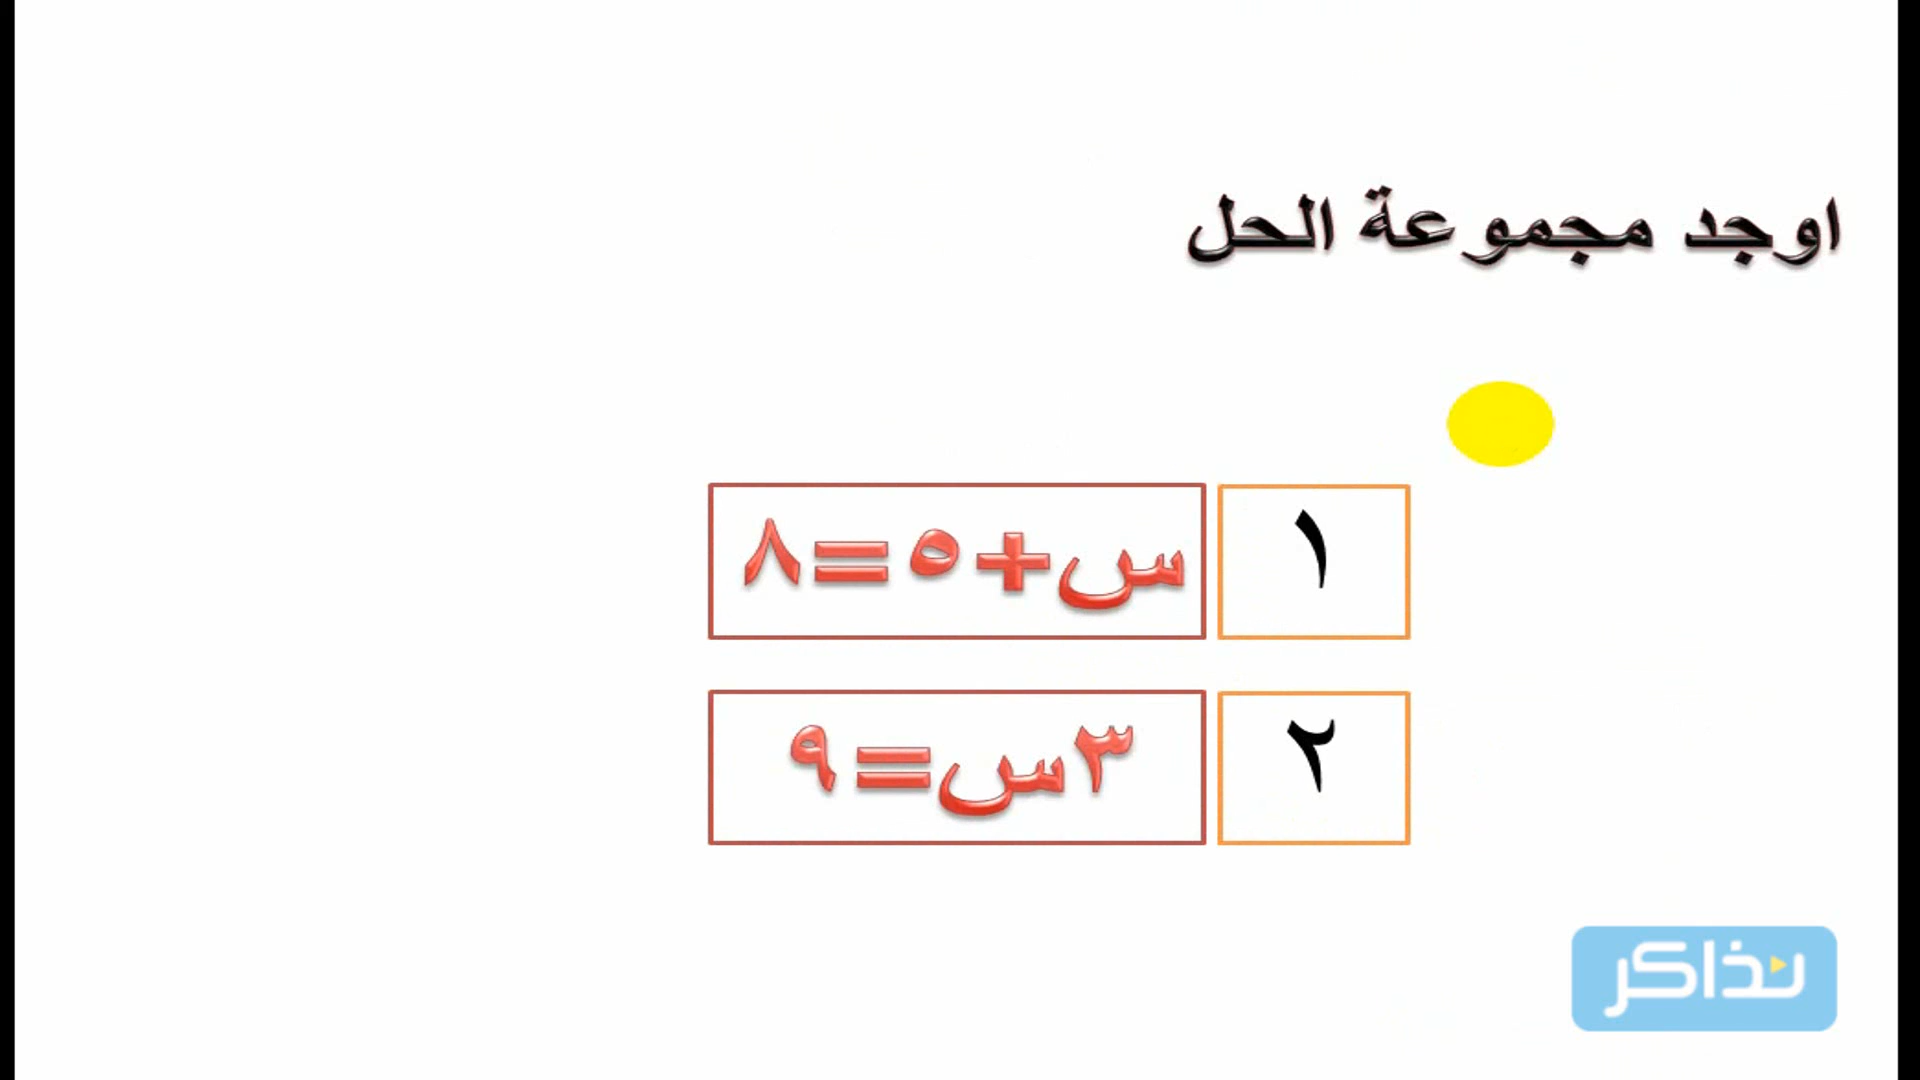 اوجد مجموعة الحل
١ س+٥=٨
٢ ٣س=٩
نذاكر